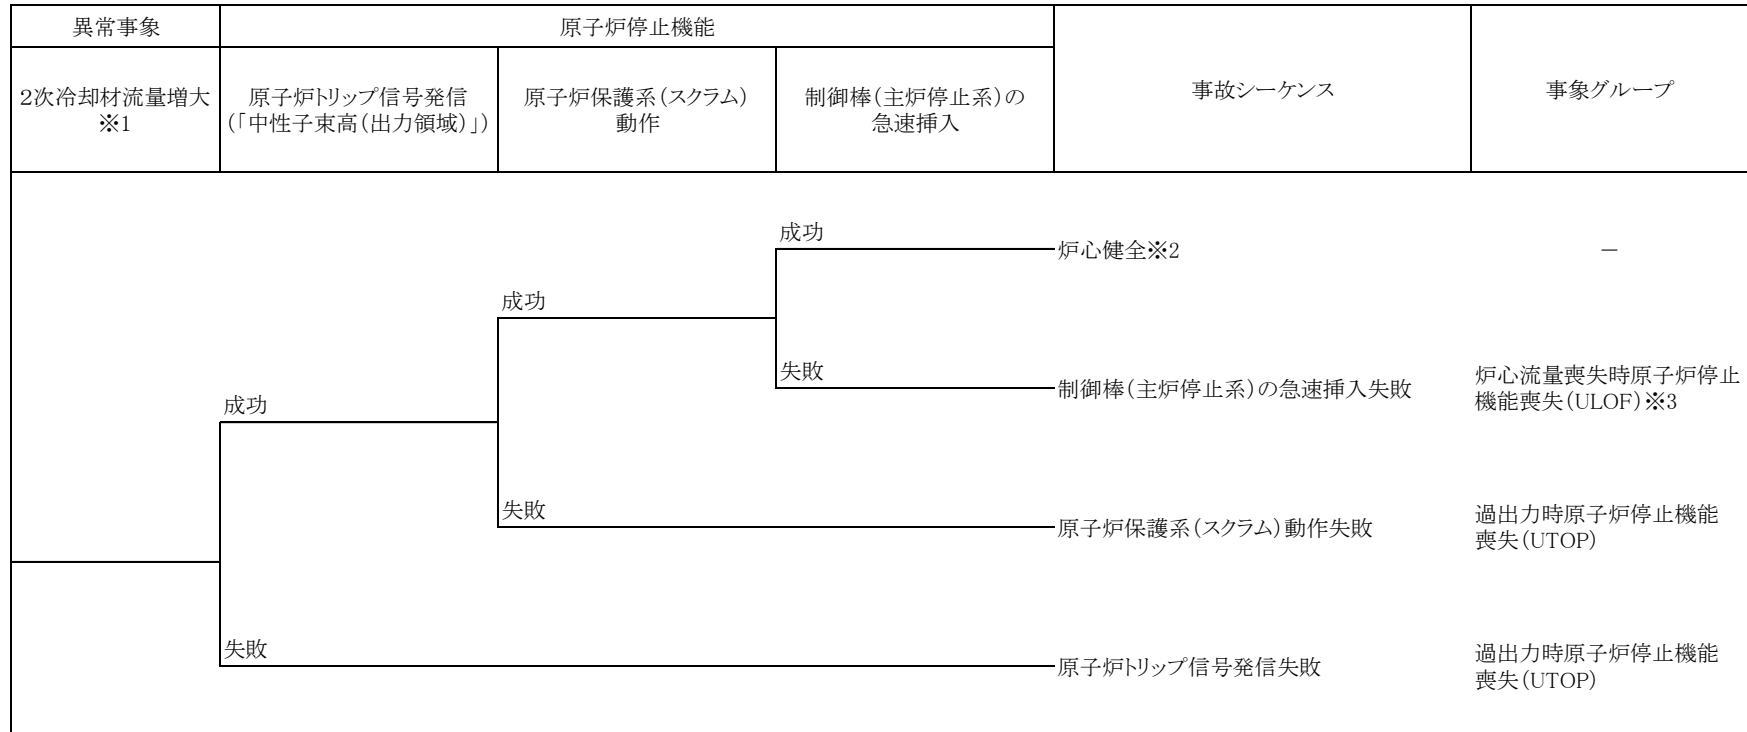 異常事象
原子炉停止機能
事故シーケンス
事象グループ
2次冷却材流量増大
※1
原子炉トリップ信号発信
(「中性子束高(出力領域)」)
原子炉保護系(スクラム)
動作
制御棒(主炉停止系)の
急速挿入
成功
炉心健全※2
－
成功
失敗
制御棒(主炉停止系)の急速挿入失敗
炉心流量喪失時原子炉停止
機能喪失(ULOF)※3
成功
失敗
原子炉保護系(スクラム)動作失敗
過出力時原子炉停止機能
喪失(UTOP)
失敗
原子炉トリップ信号発信失敗
過出力時原子炉停止機能
喪失(UTOP)